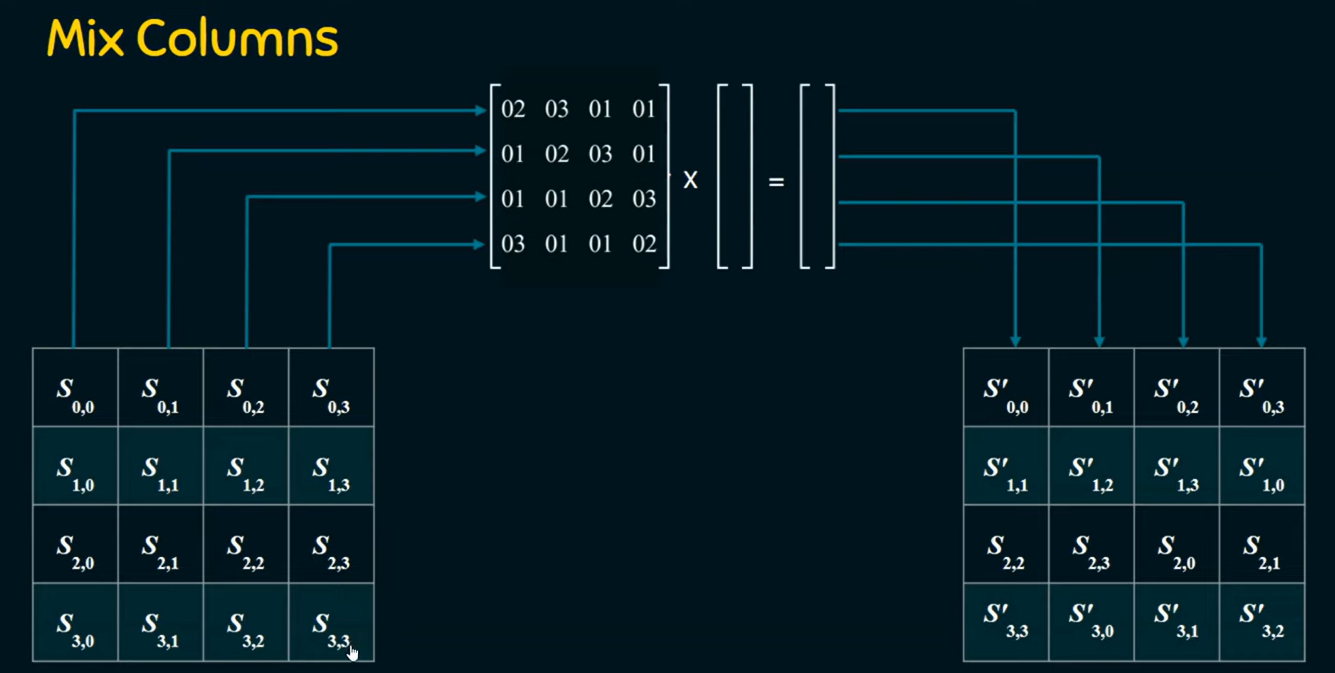 Mix Columns
02 03 01 01
01 02 03 01
01 01 02 03
03 01 01 02
X =
S0,0 S0,1 S0,2 S0,3
S1,0 S1,1 S1,2 S1,3
S2,0 S2,1 S2,2 S2,3
S3,0 S3,1 S3,2 S3,3
S'0,0 S'0,1 S'0,2 S'0,3
S'1,1 S'1,2 S'1,3 S'1,0
S2,2 S2,3 S2,0 S2,1
S'3,3 S'3,0 S'3,1 S'3,2